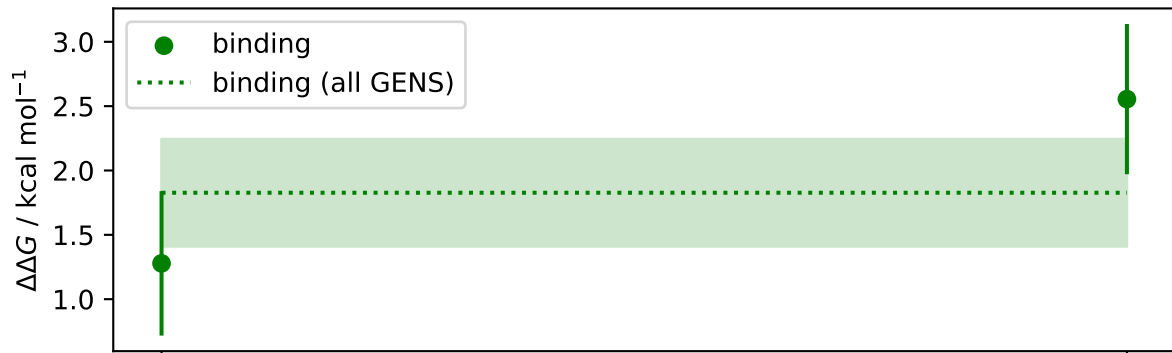 binding
binding (all GENS)
3.0
2.5
2.0
1.5
1.0
ΔΔG / kcal mol⁻¹